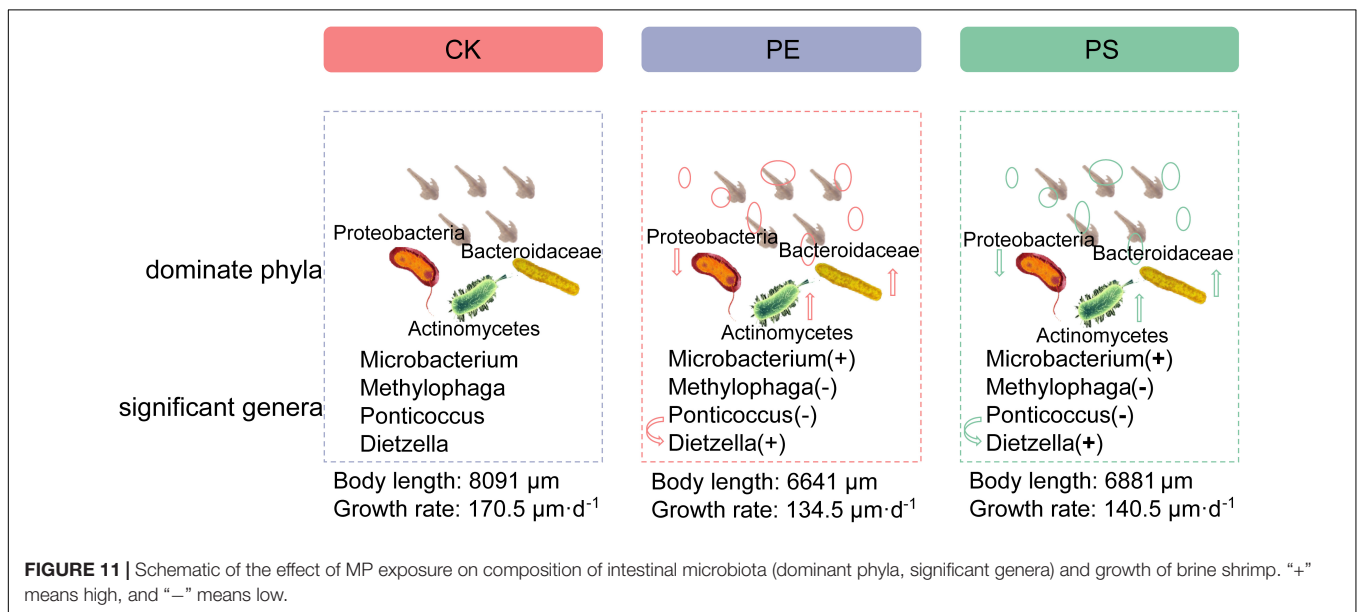 CK
PE
PS
dominate phyla
significant genera
Proteobacteria
Bacteroidaceae
Actinomycetes
Microbacterium
Methylophaga
Ponticoccus
Dietzella
Body length: 8091 μm
Growth rate: 170.5 μm·d-1
Proteobacteria
Bacteroidaceae
Actinomycetes
Microbacterium(+)
Methylophaga(-)
Ponticoccus(-)
Dietzella(+)
Body length: 6641 μm
Growth rate: 134.5 μm·d-1
Proteobacteria
Bacteroidaceae
Actinomycetes
Microbacterium(+)
Methylophaga(-)
Ponticoccus(-)
Dietzella(+)
Body length: 6881 μm
Growth rate: 140.5 μm·d-1
FIGURE 11 | Schematic of the effect of MP exposure on composition of intestinal microbiota (dominant phyla, significant genera) and growth of brine shrimp. “+”
means high, and “−” means low.